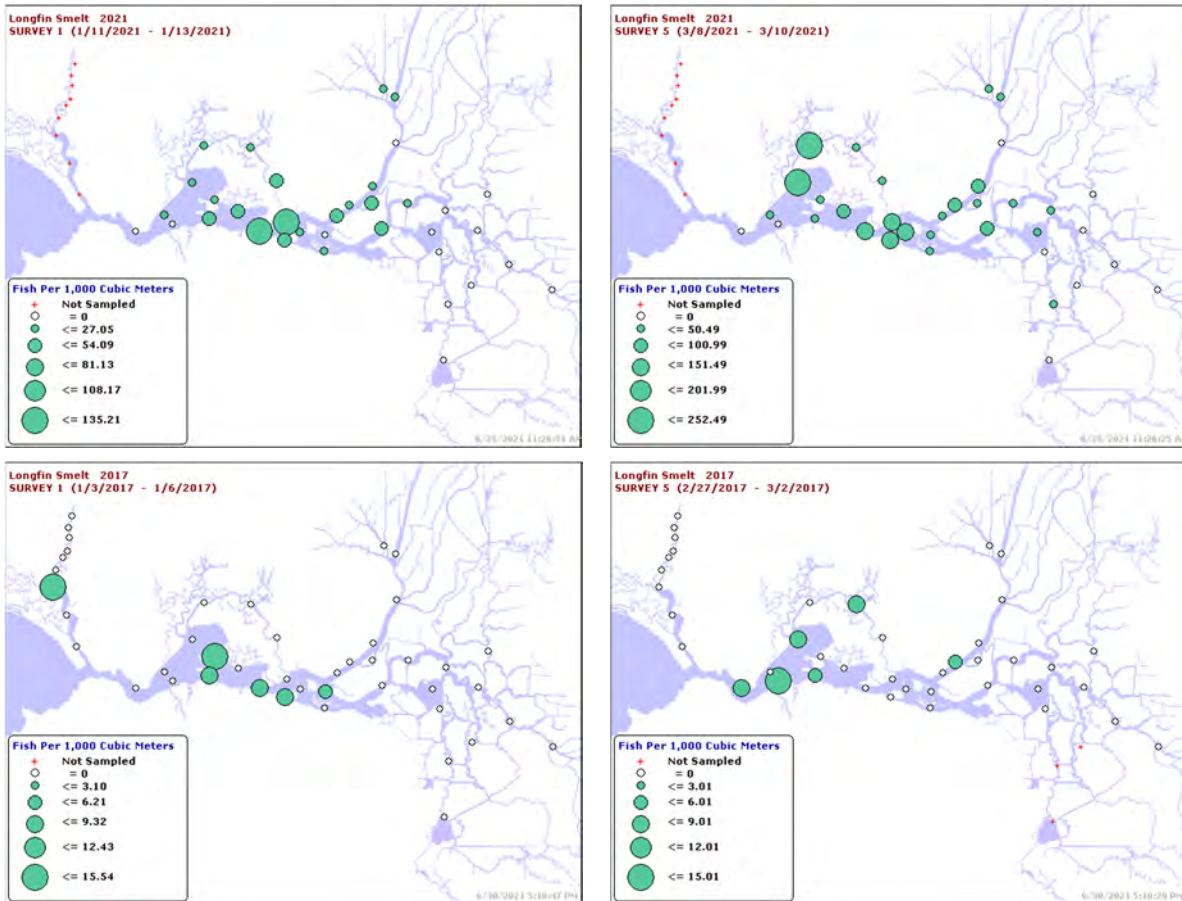 Longfin Smelt 2021
SURVEY 1 (1/11/2021 - 1/13/2021)
Fish Per 1,000 Cubic Meters
Not Sampled
= 0
<= 27.05
<= 54.09
<= 81.13
<= 108.17
<= 135.21
Longfin Smelt 2021
SURVEY 5 (3/8/2021 - 3/10/2021)
Fish Per 1,000 Cubic Meters
Not Sampled
= 0
<= 50.49
<= 100.99
<= 151.49
<= 201.99
<= 252.49
Longfin Smelt 2017
SURVEY 1 (1/3/2017 - 1/6/2017)
Fish Per 1,000 Cubic Meters
Not Sampled
= 0
<= 3.10
<= 6.21
<= 9.32
<= 12.43
<= 15.54
Longfin Smelt 2017
SURVEY 5 (2/27/2017 - 3/2/2017)
Fish Per 1,000 Cubic Meters
Not Sampled
= 0
<= 3.01
<= 6.01
<= 9.01
<= 12.01
<= 15.01